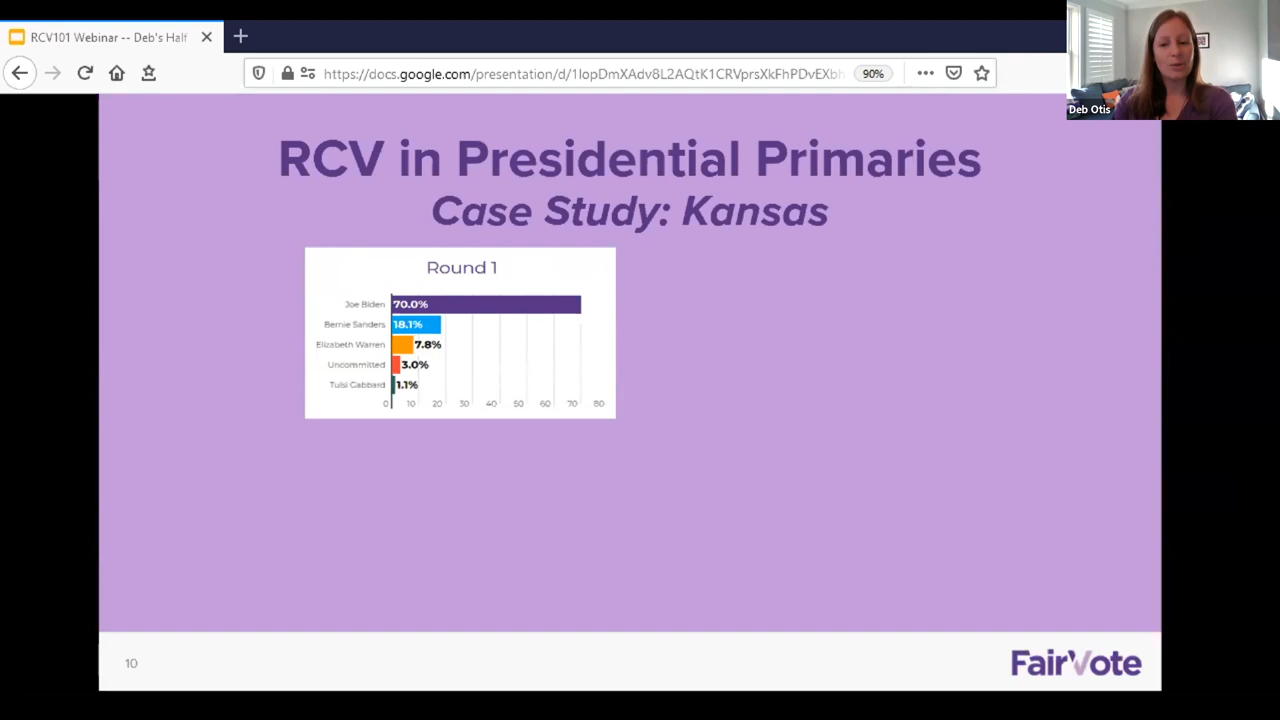 RCV101 Webinar -- Deb's Half
https://docs.google.com/presentation/d/1IopDmXAdv8L2AQtK1CRVprsXkFhPDvEXbh
90%
Deb Otis
RCV in Presidential Primaries
Case Study: Kansas
Round 1
Joe Biden 70.0%
Bernie Sanders 18.1%
Elizabeth Warren 7.8%
Uncommitted 3.0%
Tulsi Gabbard 1.1%
0 10 20 30 40 50 60 70 80
10
FairVote